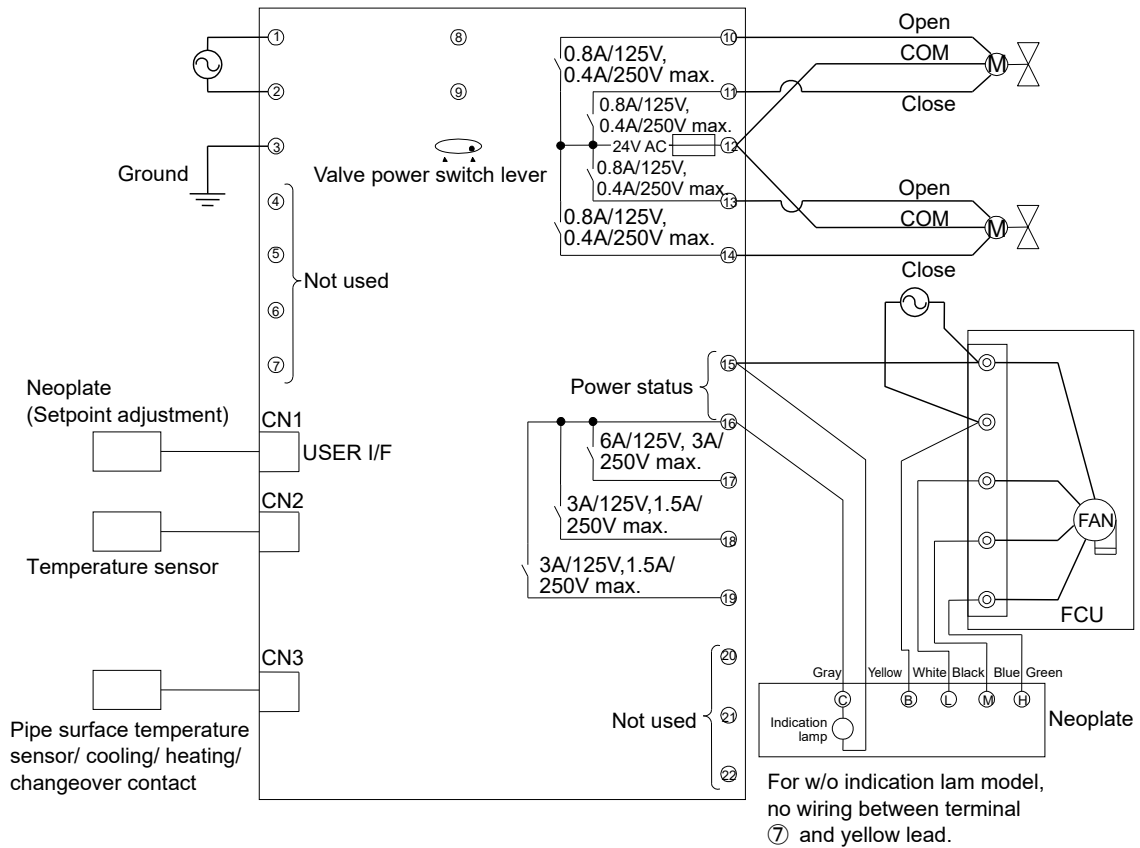 ①
②
③
Ground
④
⑤
⑥
⑦
Not used
⑧
⑨
Valve power switch lever
0.8A/125V,
0.4A/250V max.
0.8A/125V,
0.4A/250V max.
24V AC
0.8A/125V,
0.4A/250V max.
0.8A/125V,
0.4A/250V max.
⑩
⑪
⑫
⑬
⑭
Open
COM
Close
M
Open
COM
Close
M
Neoplate
(Setpoint adjustment)
CN1
USER I/F
CN2
Temperature sensor
CN3
Pipe surface temperature
sensor/ cooling/ heating/
changeover contact
Power status
⑮
⑯
6A/125V, 3A/
250V max.
⑰
3A/125V,1.5A/
250V max.
⑱
3A/125V,1.5A/
250V max.
⑲
Not used
⑳
㉑
㉒
FAN
FCU
Gray Yellow White Black Blue Green
C B L M H
Indication
lamp
Neoplate
For w/o indication lam model,
no wiring between terminal
⑦ and yellow lead.